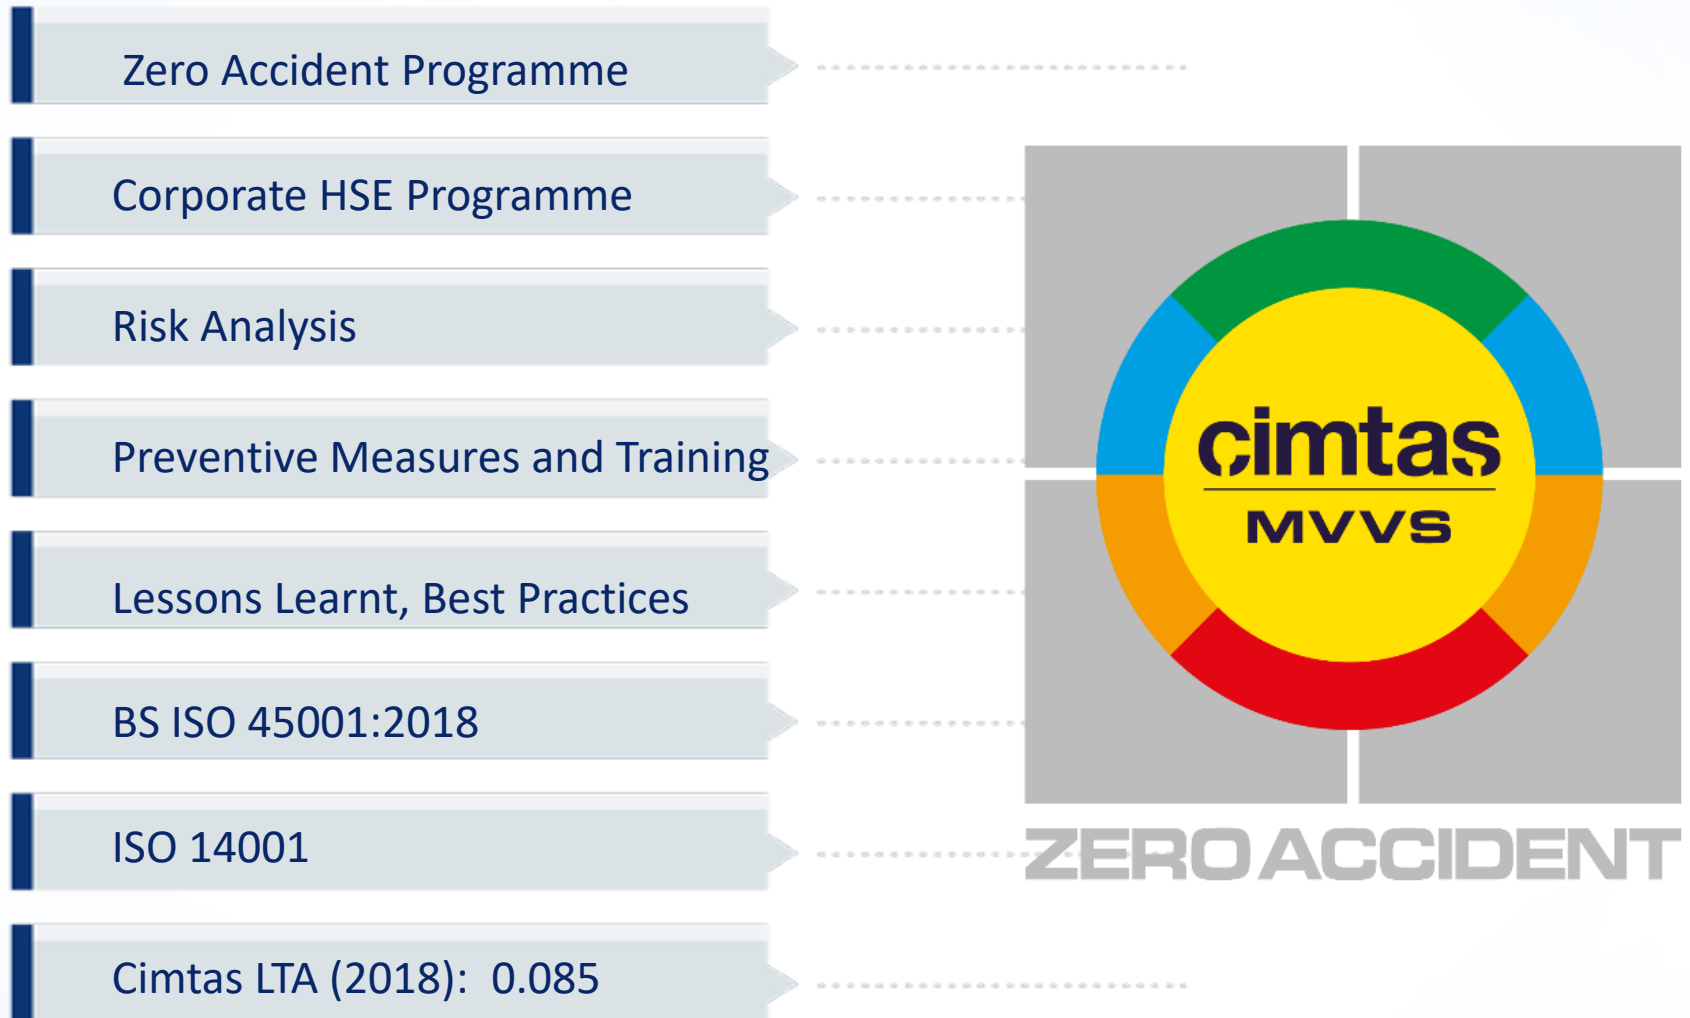 Zero Accident Programme
Corporate HSE Programme
Risk Analysis
Preventive Measures and Training
Lessons Learnt, Best Practices
BS ISO 45001:2018
ISO 14001
Cimtas LTA (2018):  0.085
çimtaş
MVVS
ZERO ACCIDENT